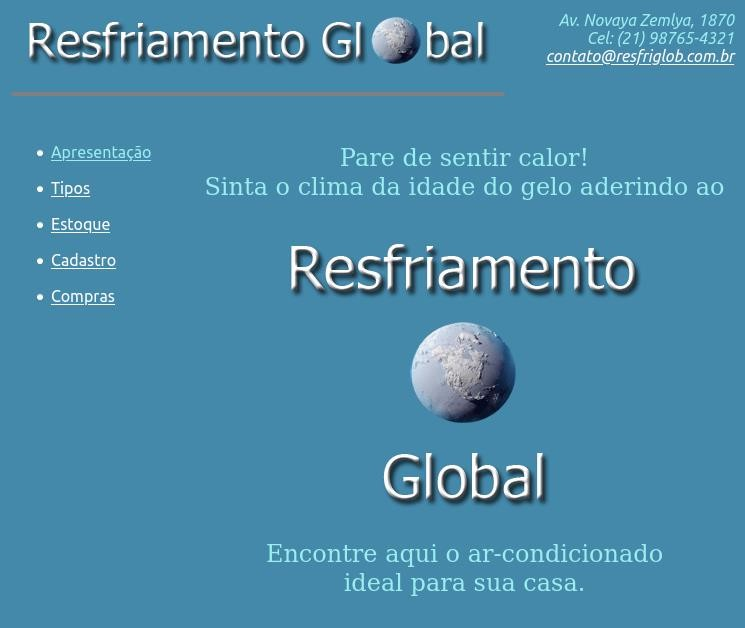 Resfriamento Global
Av. Novaya Zemlya, 1870
Cel: (21) 98765-4321
contato@resfriglob.com.br
Apresentação
Tipos
Estoque
Cadastro
Compras
Pare de sentir calor!
Sinta o clima da idade do gelo aderindo ao
Resfriamento
Global
Encontre aqui o ar-condicionado
ideal para sua casa.